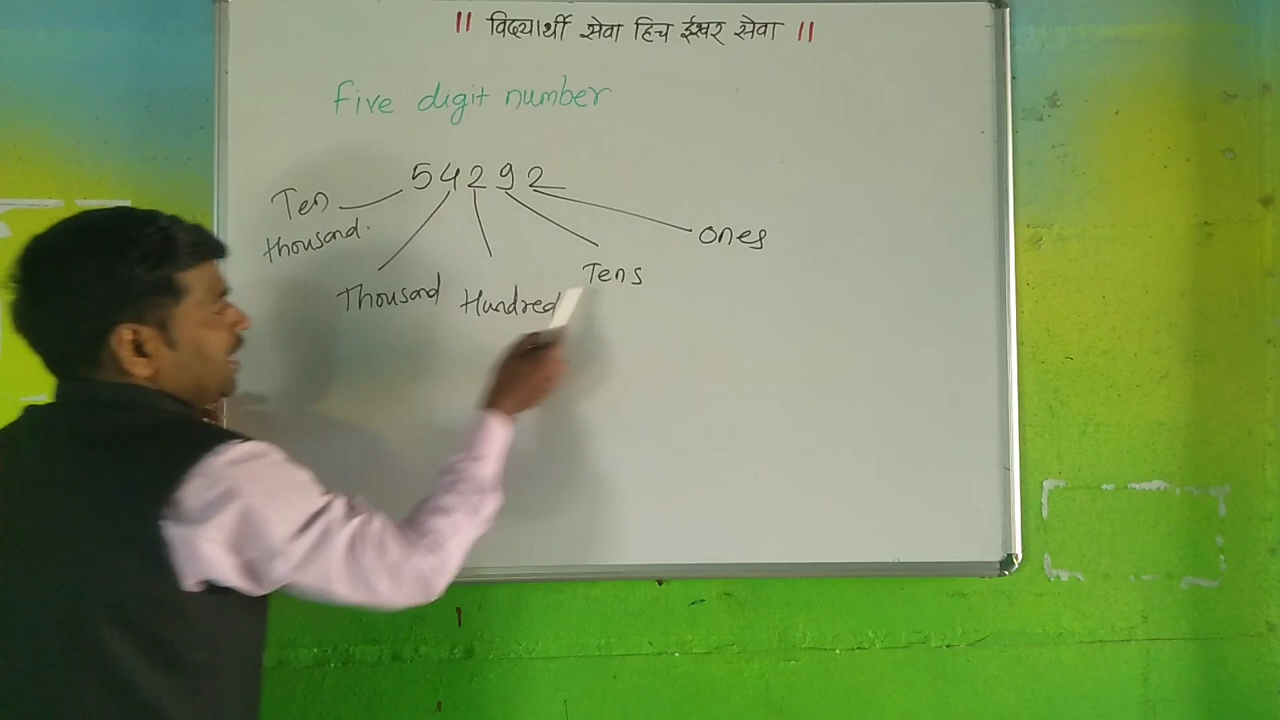 ॥ विद्यार्थी सेवा हिच ईश्वर सेवा ॥
five digit number
54292
Ten
thousand.
Thousand
Hundred
Tens
ones